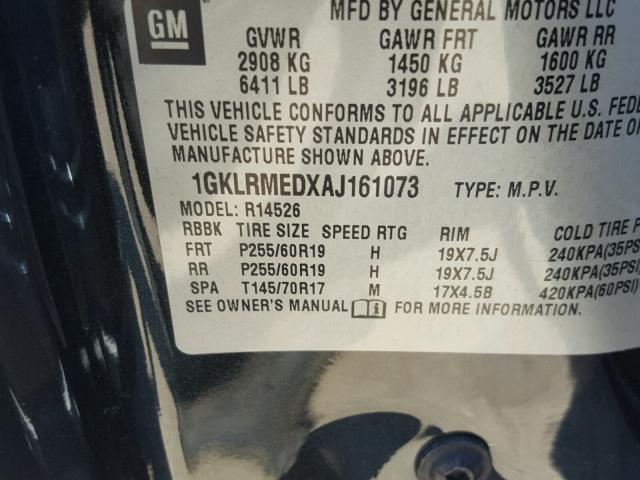 GM
MFD BY GENERAL MOTORS LLC
GVWR GAWR FRT GAWR RR
2908 KG 1450 KG 1600 KG
6411 LB 3196 LB 3527 LB
THIS VEHICLE CONFORMS TO ALL APPLICABLE U.S. FEDE
VEHICLE SAFETY STANDARDS IN EFFECT ON THE DATE O
MANUFACTURE SHOWN ABOVE.
1GKLRMEDXAJ161073 TYPE: M.P.V.
MODEL: R14526
RBBK TIRE SIZE SPEED RTG RIM COLD TIRE P
FRT P255/60R19 H 19X7.5J 240KPA(35PSI
RR P255/60R19 H 19X7.5J 240KPA(35PSI
SPA T145/70R17 M 17X4.5B 420KPA(60PSI)
SEE OWNER'S MANUAL i FOR MORE INFORMATION.